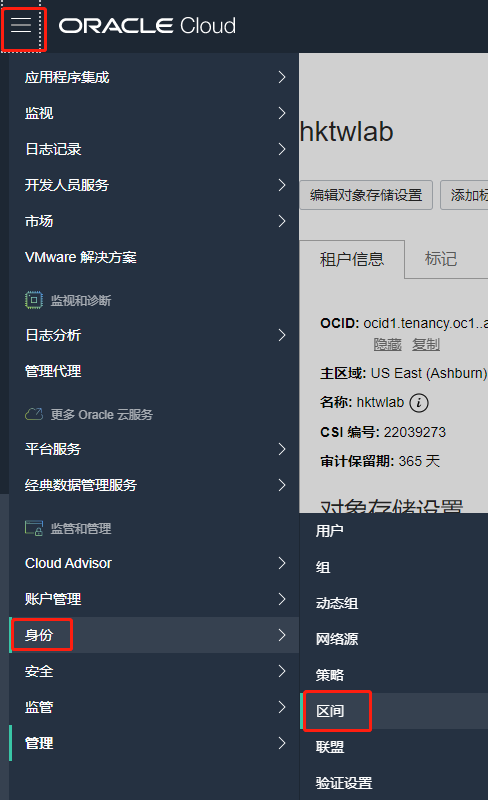 ORACLE Cloud
应用程序集成
监视
日志记录
开发人员服务
市场
VMware 解决方案
监视和诊断
日志分析
管理代理
更多 Oracle 云服务
平台服务
经典数据管理服务
监管和管理
Cloud Advisor
账户管理
身份
安全
监管
管理
hktwlab
编辑对象存储设置 添加标
租户信息 标记
OCID: ocid1.tenancy.oc1..a
隐藏 复制
主区域: US East (Ashburn)
名称: hktwlab
CSI 编号: 22039273
审计保留期: 365 天
对象存储设置
用户
组
动态组
网络源
策略
区间
联盟
验证设置